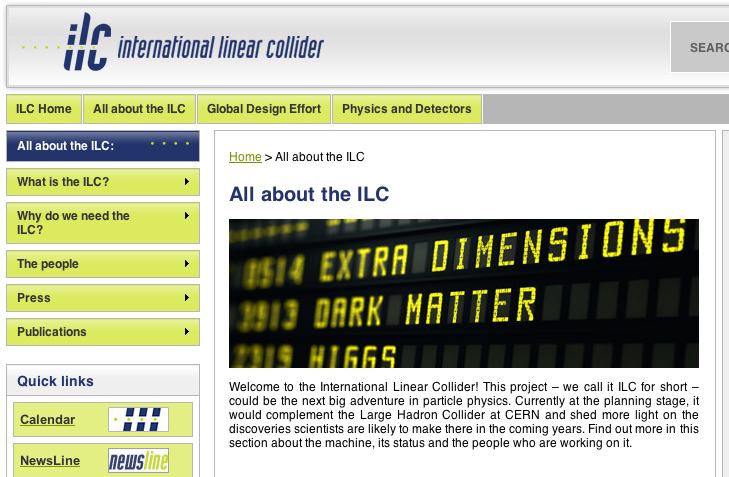 ilc international linear collider
SEARC
ILC Home
All about the ILC
Global Design Effort
Physics and Detectors
All about the ILC:
What is the ILC?
Why do we need the
ILC?
The people
Press
Publications
Quick links
Calendar
NewsLine
newsline
Home > All about the ILC
All about the ILC
0514 EXTRA DIMENSIONS
3913 DARK MATTER
2319 HIGGS
Welcome to the International Linear Collider! This project – we call it ILC for short –
could be the next big adventure in particle physics. Currently at the planning stage, it
would complement the Large Hadron Collider at CERN and shed more light on the
discoveries scientists are likely to make there in the coming years. Find out more in this
section about the machine, its status and the people who are working on it.